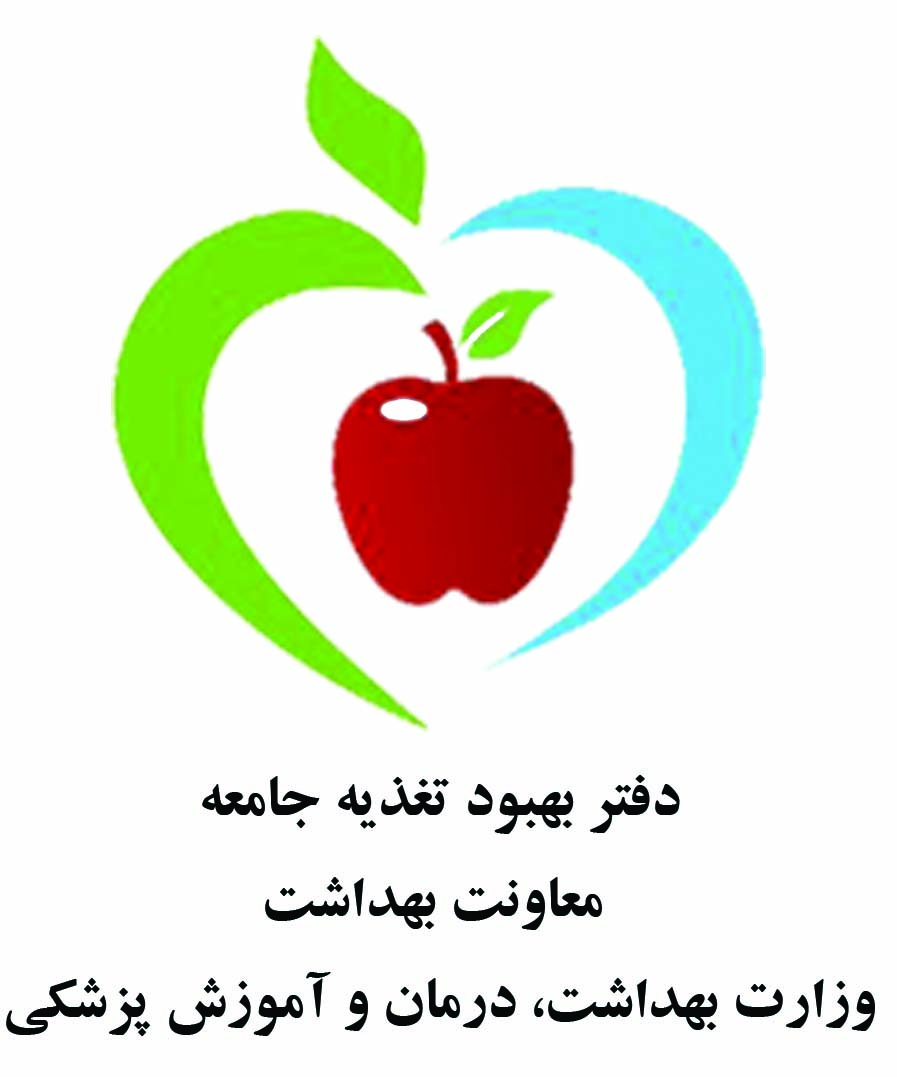 دفتر بهبود تغذیه جامعه
معاونت بهداشت
وزارت بهداشت، درمان و آموزش پزشکی